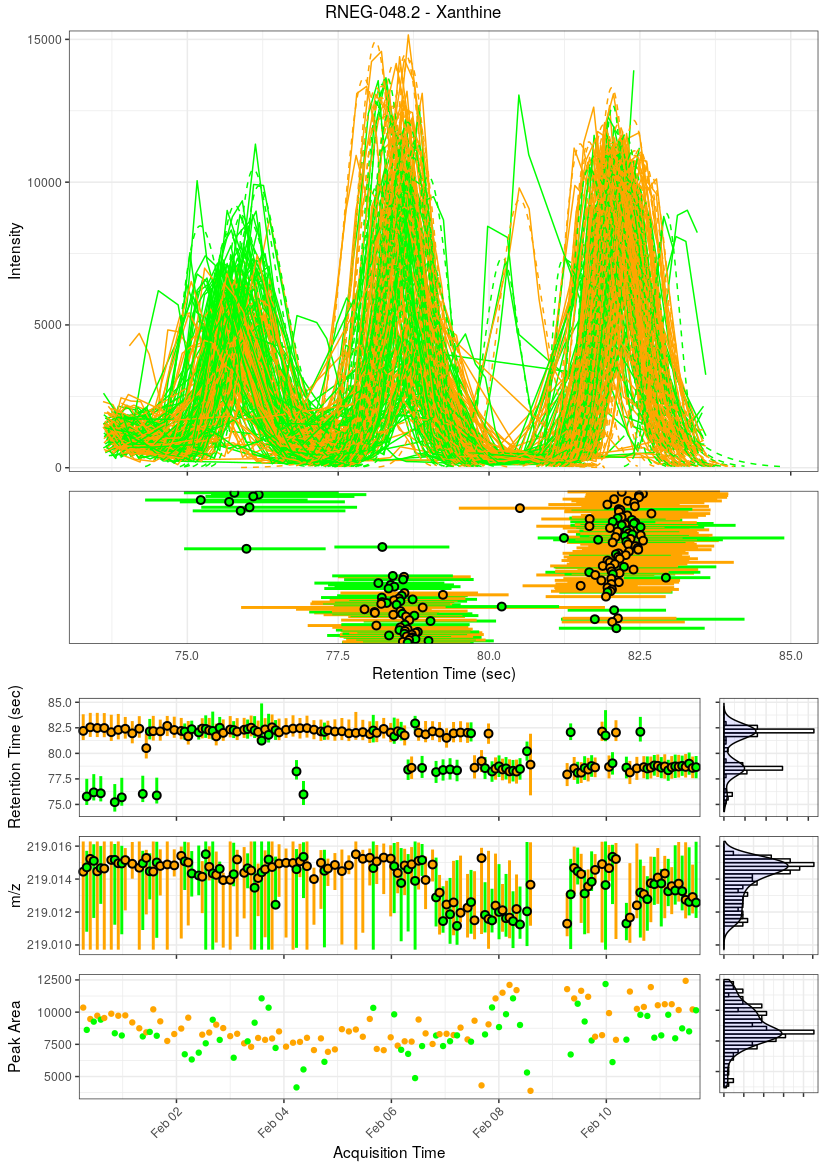 RNEG-048.2 - Xanthine
15000
10000
5000
0
Intensity
75.0 77.5 80.0 82.5 85.0
Retention Time (sec)
85.0
82.5
80.0
77.5
75.0
Retention Time (sec)
219.016
219.014
219.012
219.010
m/z
12500
10000
7500
5000
Peak Area
Feb 02 Feb 04 Feb 06 Feb 08 Feb 10
Acquisition Time